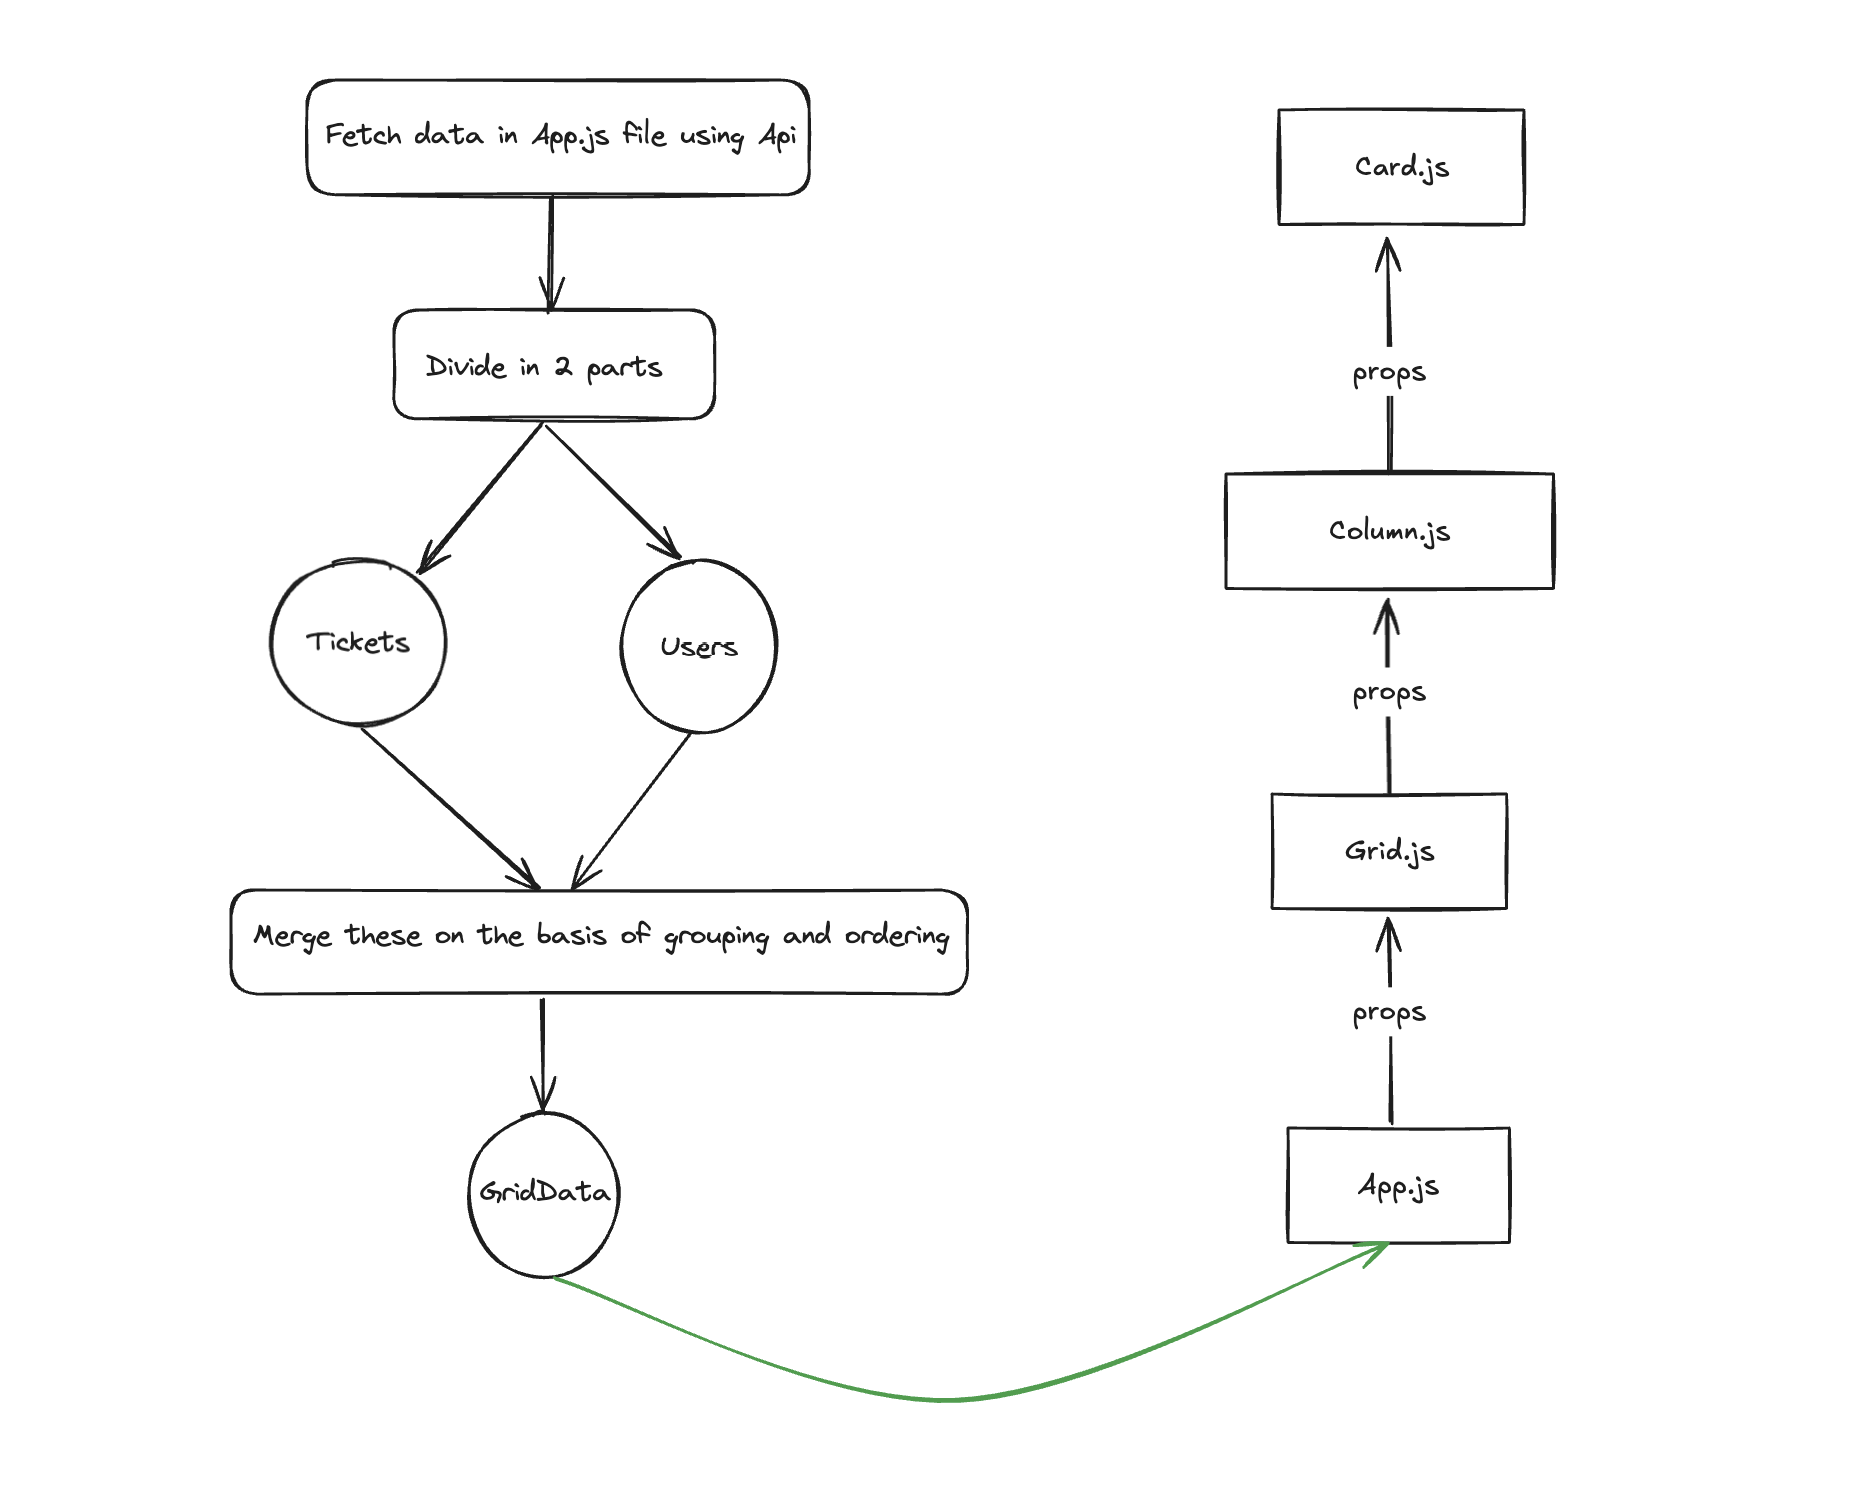 Fetch data in App.js file using Api
Divide in 2 parts
Tickets
Users
Merge these on the basis of grouping and ordering
GridData
Card.js
props
Column.js
props
Grid.js
props
App.js